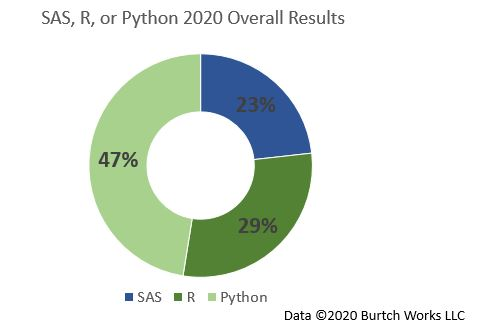 SAS, R, or Python 2020 Overall Results
23%
47%
29%
SAS R Python
Data ©2020 Burtch Works LLC